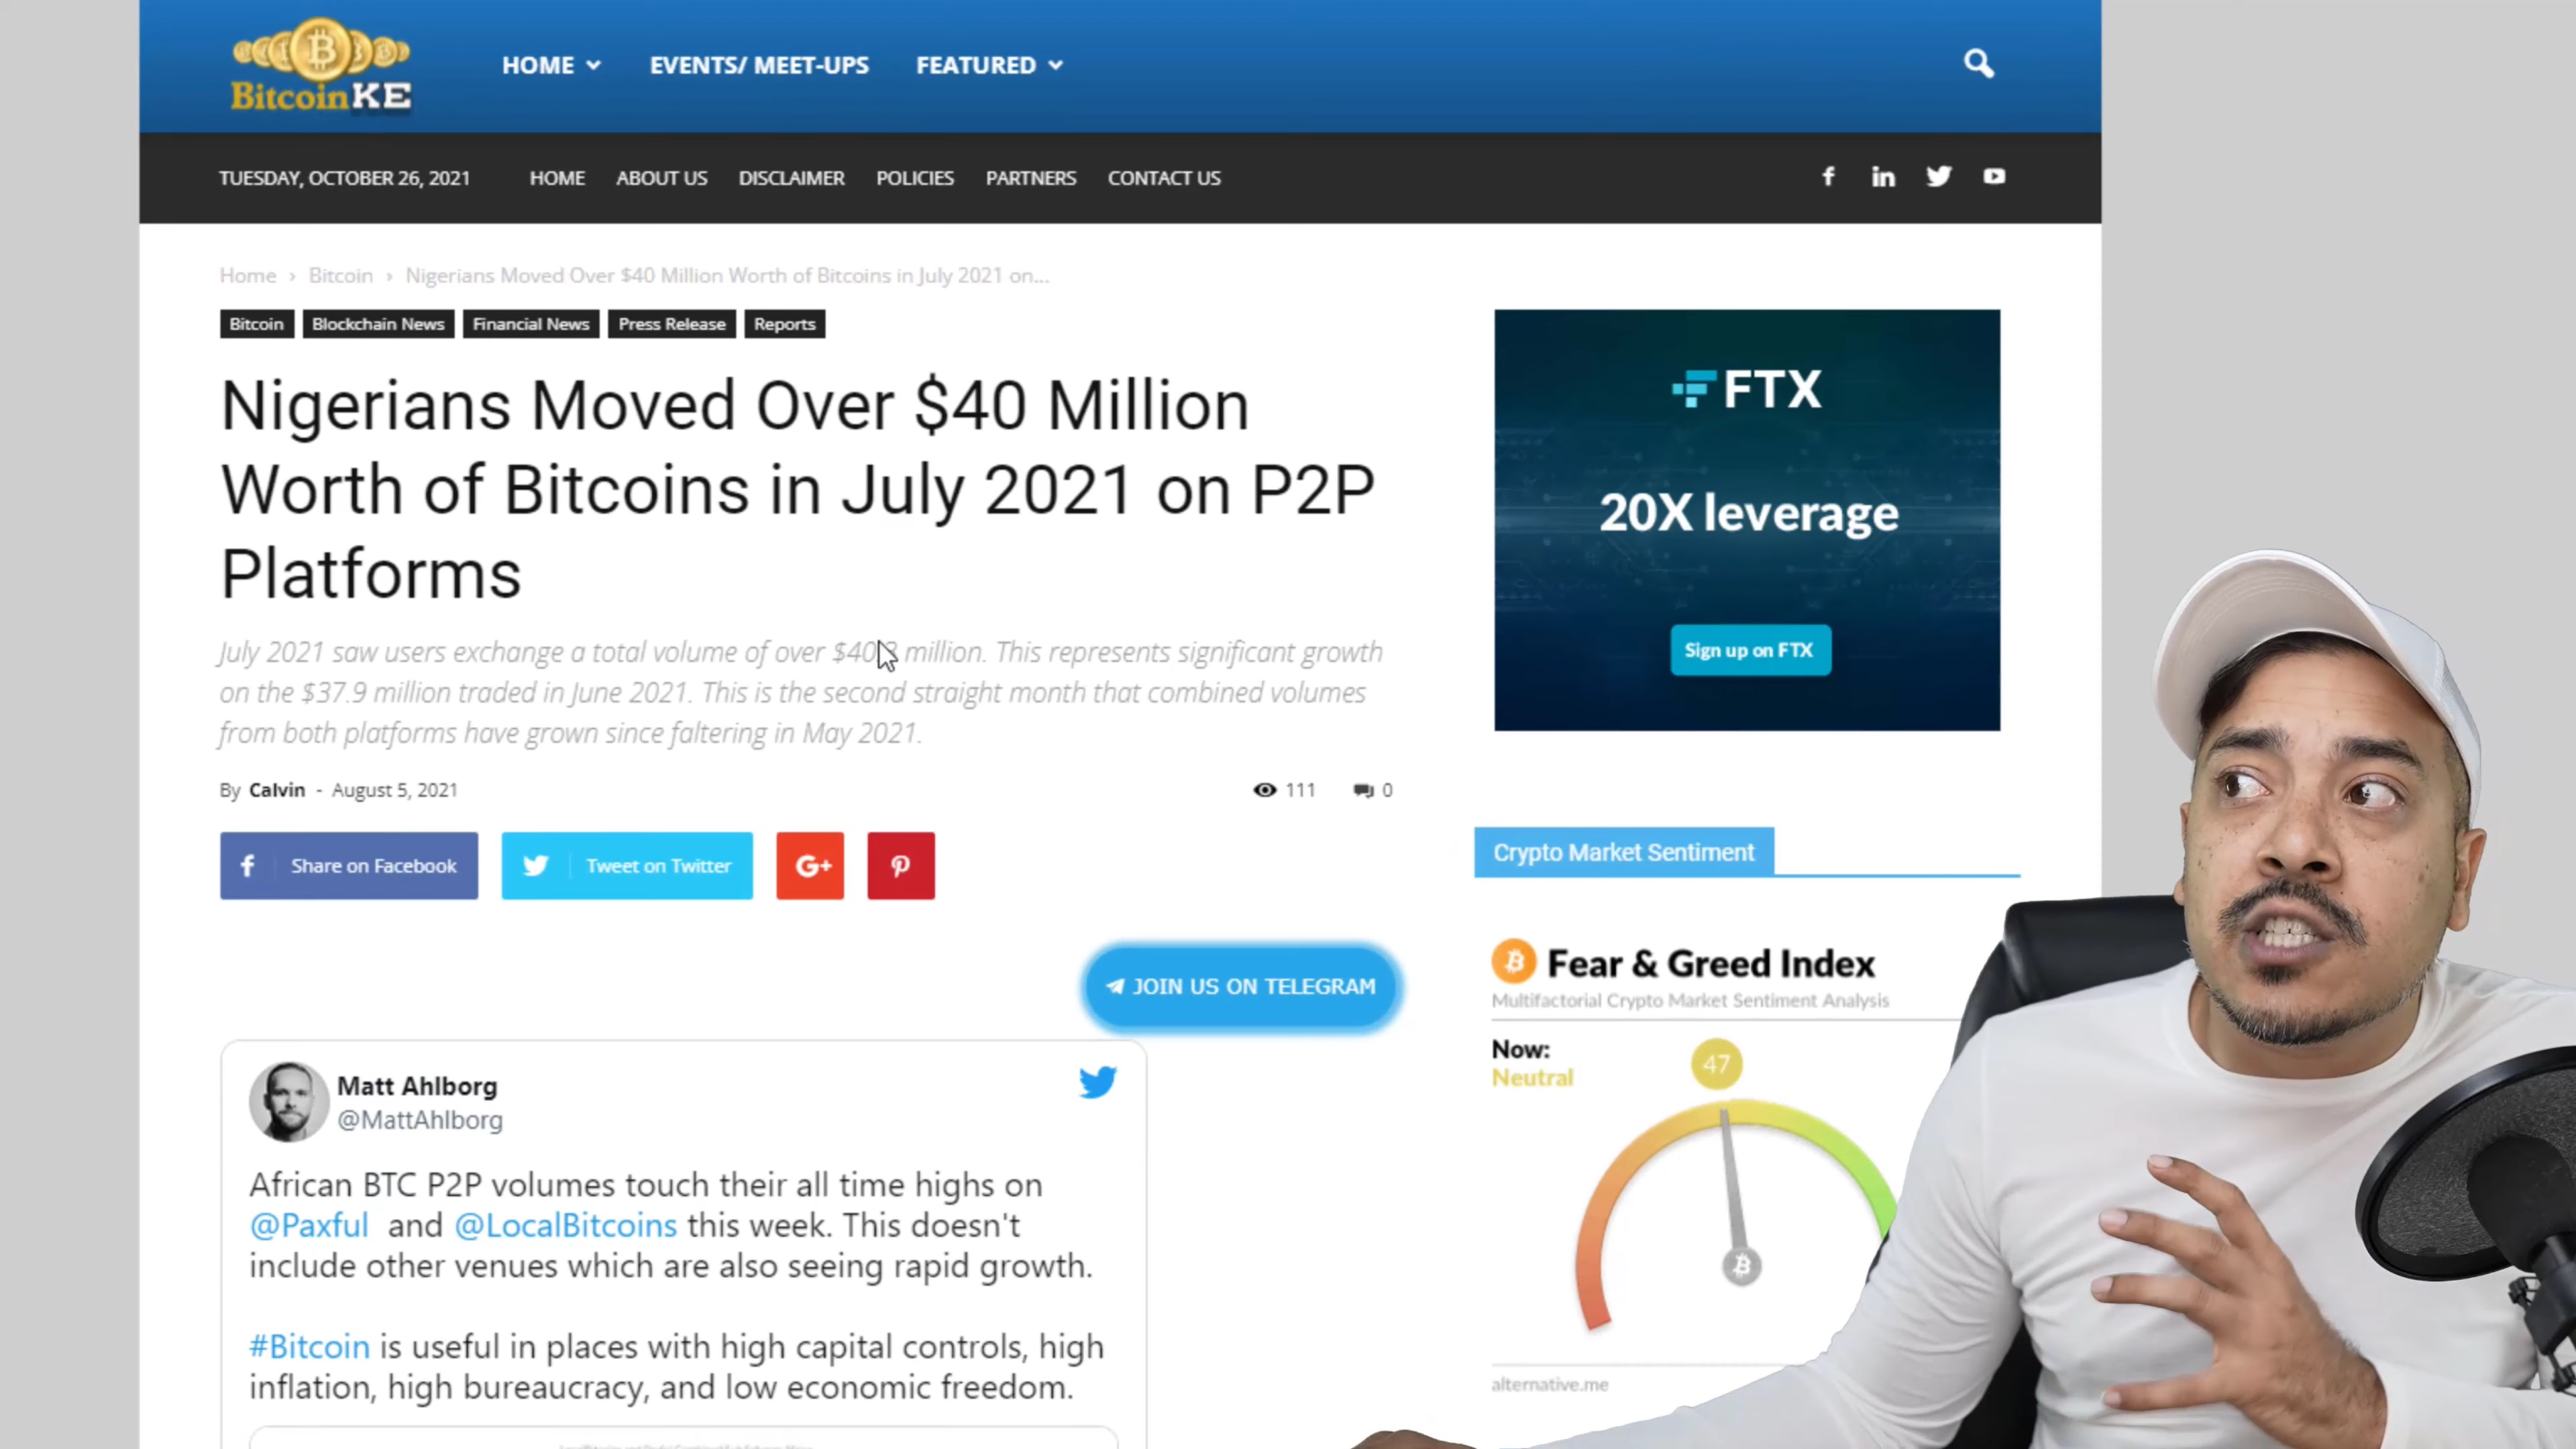 BitcoinKE
HOME
EVENTS/ MEET-UPS
FEATURED
TUESDAY, OCTOBER 26, 2021
HOME
ABOUT US
DISCLAIMER
POLICIES
PARTNERS
CONTACT US
Home › Bitcoin › Nigerians Moved Over $40 Million Worth of Bitcoins in July 2021 on...
Bitcoin
Blockchain News
Financial News
Press Release
Reports
Nigerians Moved Over $40 Million
Worth of Bitcoins in July 2021 on P2P
Platforms
July 2021 saw users exchange a total volume of over million. This represents significant growth
on the $37.9 million traded in June 2021. This is the second straight month that combined volumes
from both platforms have grown since faltering in May 2021.
By Calvin - August 5, 2021
111
0
Share on Facebook
Tweet on Twitter
G+
JOIN US ON TELEGRAM
Matt Ahlborg
@MattAhlborg
African BTC P2P volumes touch their all time highs on
@Paxful and @LocalBitcoins this week. This doesn't
include other venues which are also seeing rapid growth.
#Bitcoin is useful in places with high capital controls, high
inflation, high bureaucracy, and low economic freedom.
FTX
20X leverage
Sign up on FTX
Crypto Market Sentiment
Fear & Greed Index
Multifactorial Crypto Market Sentiment Analysis
Now:
Neutral
47
alternative.me